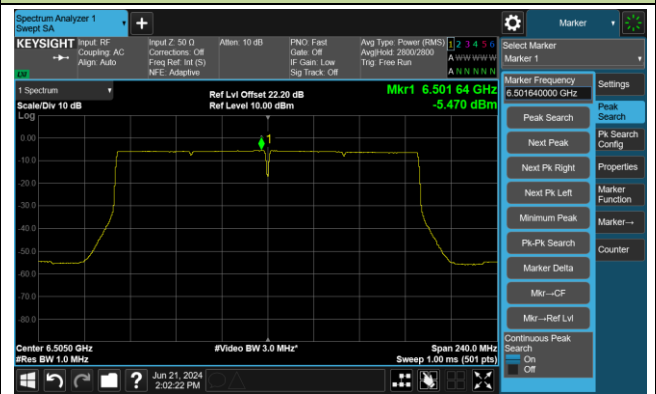 Spectrum Analyzer 1
Swept SA
Marker
KEYSIGHT
Input: RF
Coupling: AC
Align: Auto
Input Z: 50 Ω
Corrections: Off
Freq Ref: Int (S)
NFE: Adaptive
Atten: 10 dB
PNO: Fast
Gate: Off
IF Gain: Low
Sig Track: Off
Avg Type: Power (RMS)
Avg|Hold: 2800/2800
Trig: Free Run
1 2 3 4 5 6
A W W W W W
A N N N N N
Select Marker
Marker 1
1 Spectrum
Scale/Div 10 dB
Log
Ref Lvl Offset 22.20 dB
Ref Level 10.00 dBm
Mkr1 6.501 64 GHz
-5.470 dBm
1
0.00
-10.0
-20.0
-30.0
-40.0
-50.0
-60.0
-70.0
-80.0
Center 6.5050 GHz
#Res BW 1.0 MHz
#Video BW 3.0 MHz*
Span 240.0 MHz
Sweep 1.00 ms (501 pts)
Marker Frequency
6.501640000 GHz
Peak Search
Next Peak
Next Pk Right
Next Pk Left
Minimum Peak
Pk-Pk Search
Marker Delta
Mkr→CF
Mkr→Ref Lvl
Continuous Peak
Search
On
Off
Settings
Peak
Search
Pk Search
Config
Properties
Marker
Function
Marker→
Counter
?
Jun 21, 2024
2:02:22 PM